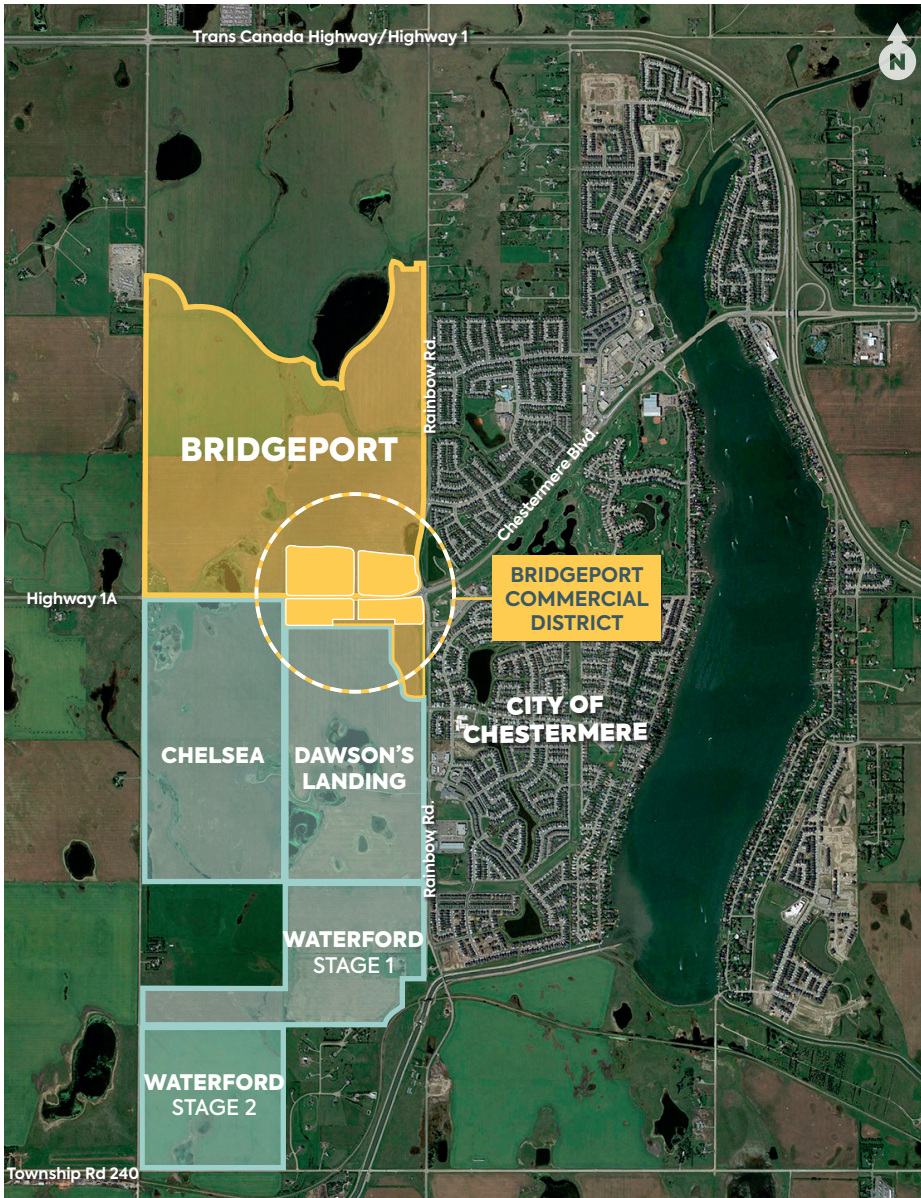 Trans Canada Highway/Highway 1
N
Rainbow Rd.
BRIDGEPORT
Chestermere Blvd.
Highway 1A
BRIDGEPORT
COMMERCIAL
DISTRICT
CITY OF
CHESTERMERE
CHELSEA
DAWSON'S
LANDING
Rainbow Rd.
WATERFORD
STAGE 1
WATERFORD
STAGE 2
Township Rd 240